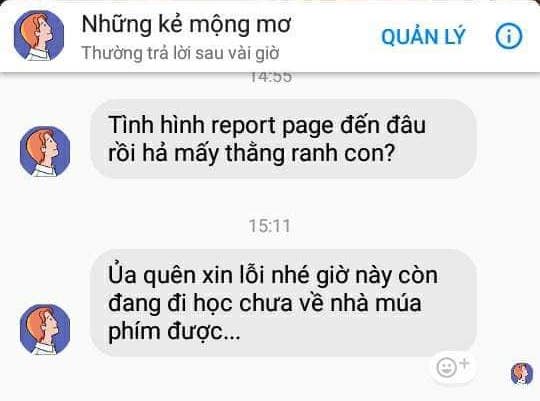 Những kẻ mộng mơ
Thường trả lời sau vài giờ
QUẢN LÝ
14:55
Tình hình report page đến đâu
rồi hả mấy thằng ranh con?
15:11
Ủa quên xin lỗi nhé giờ này còn
đang đi học chưa về nhà múa
phím được...